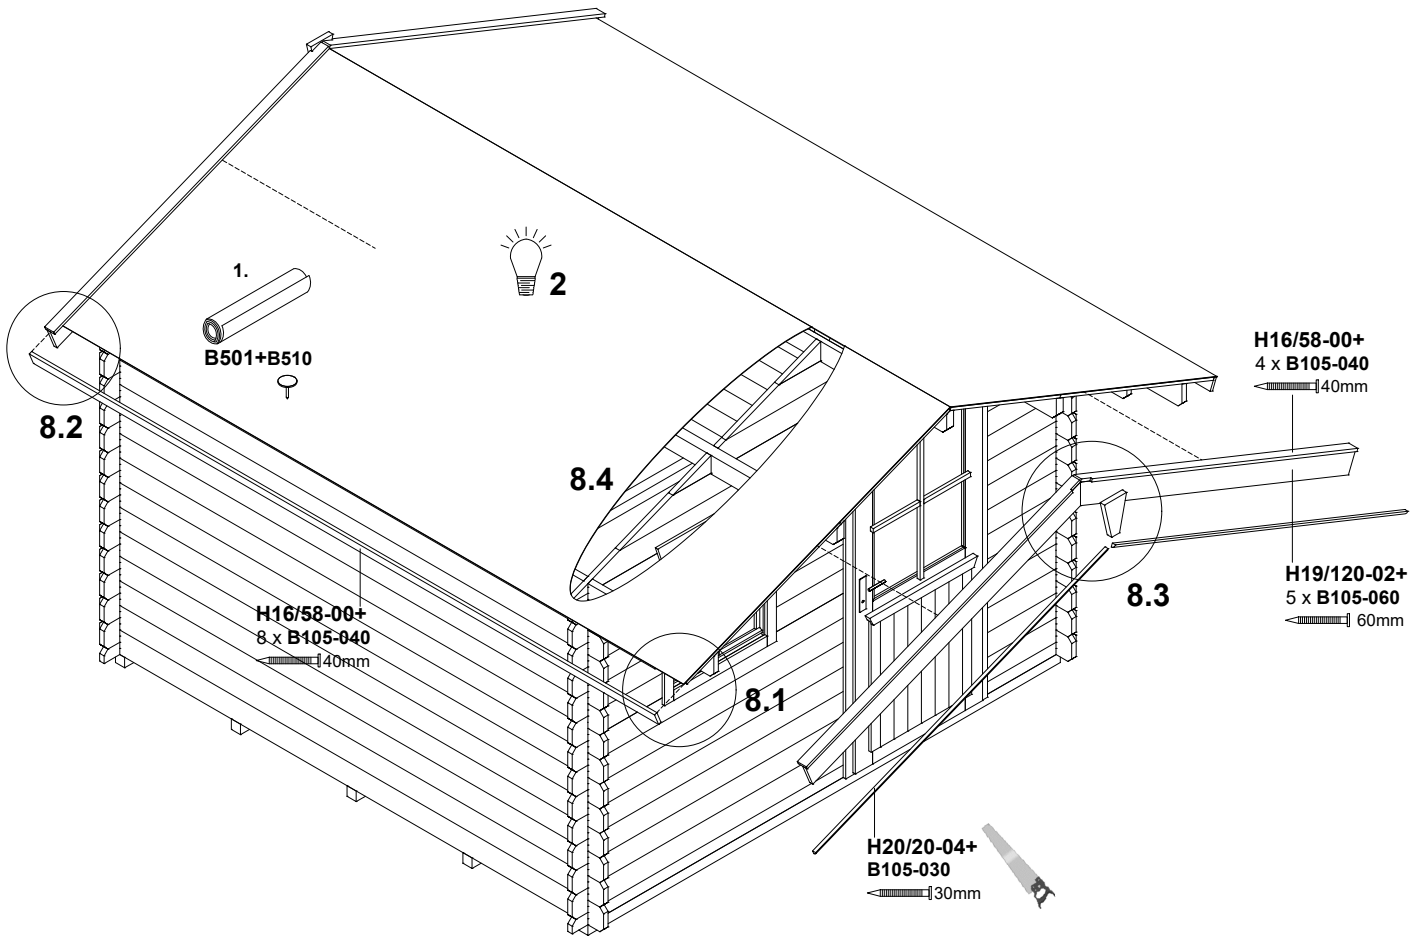 1.
B501+B510
2
8.2
8.4
H16/58-00+
4 x B105-040
40mm
H19/120-02+
5 x B105-060
60mm
8.3
H16/58-00+
8 x B105-040
40mm
8.1
H20/20-04+
B105-030
30mm